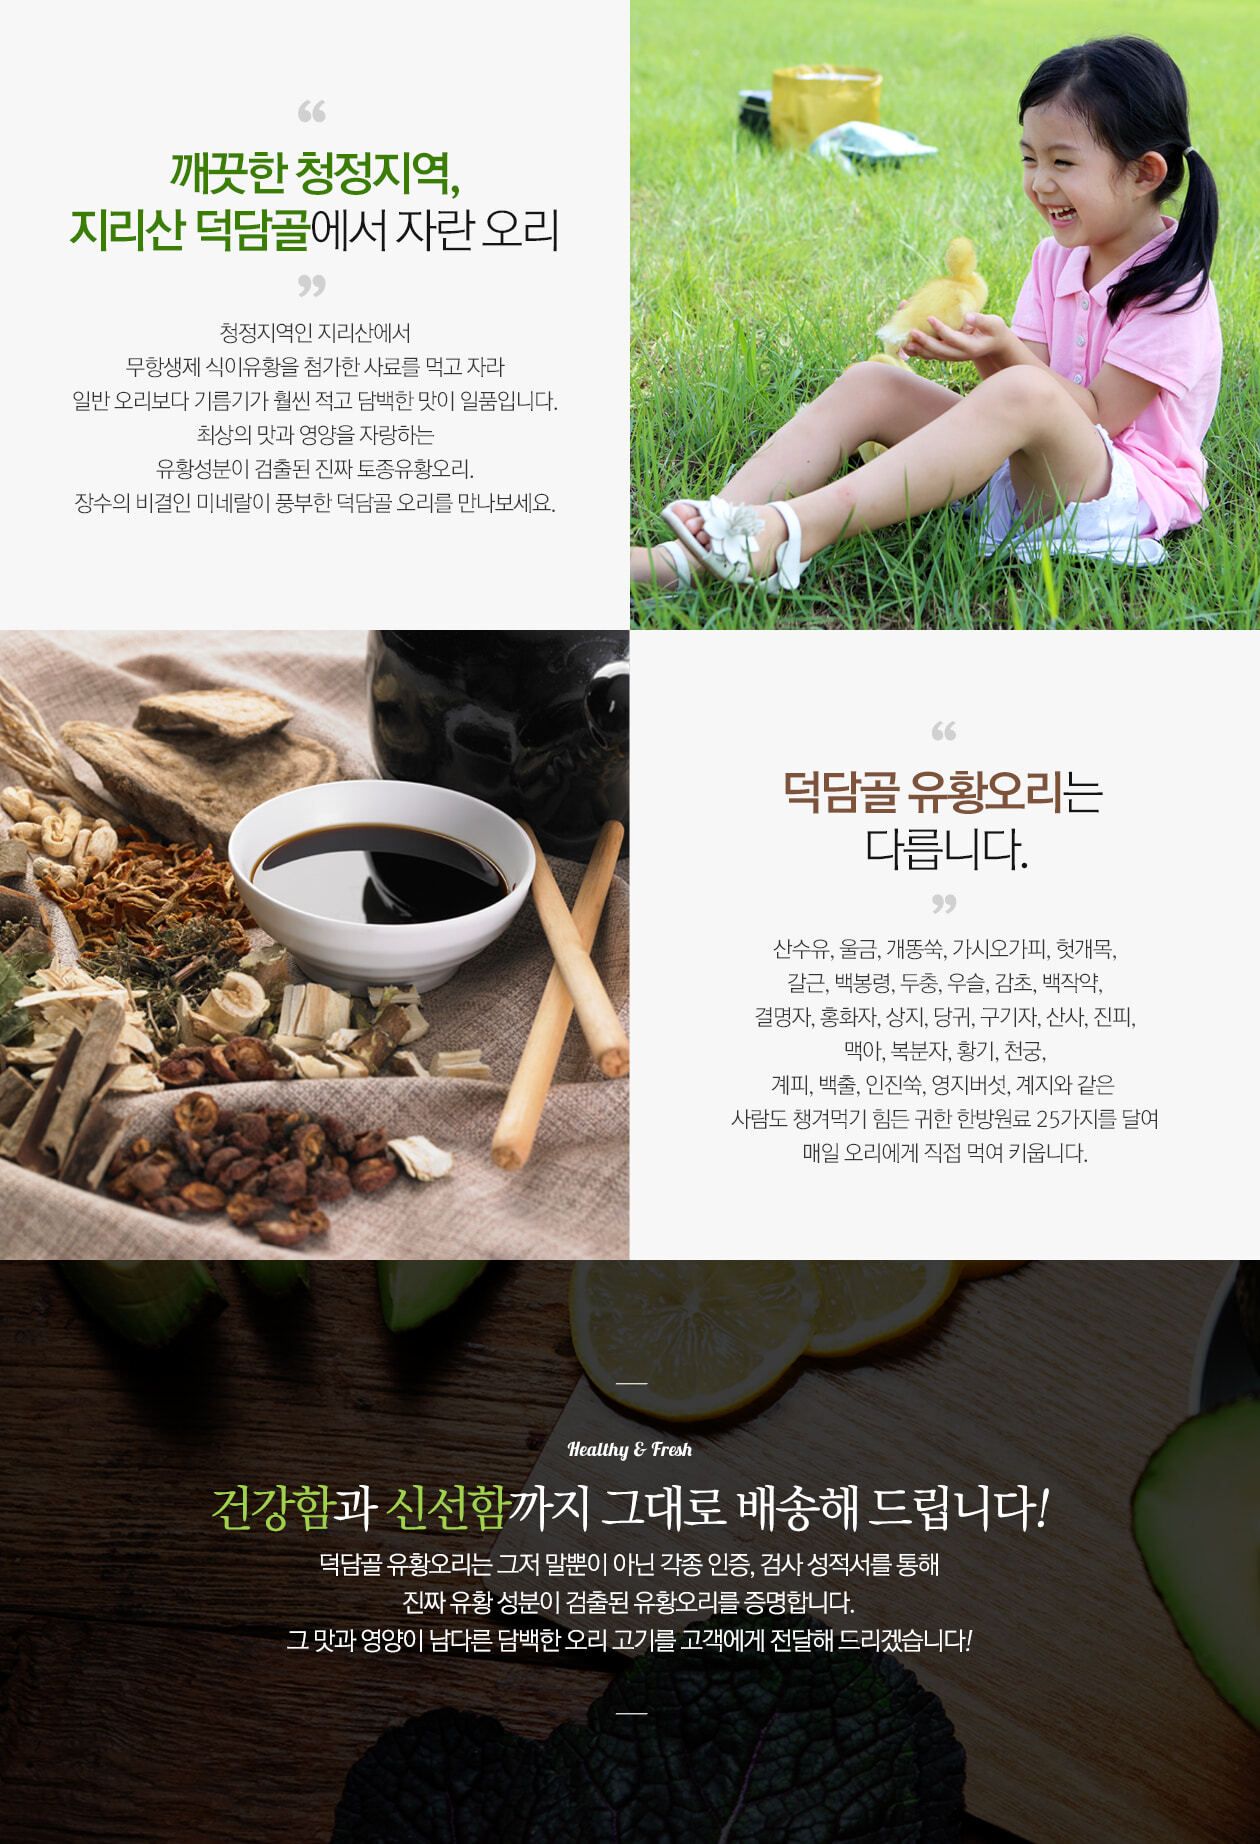 깨끗한 청정지역,
지리산 덕담골에서 자란 오리
청정지역인 지리산에서
무항생제 식이유황을 첨가한 사료를 먹고 자라
일반 오리보다 기름기가 훨씬 적고 담백한 맛이 일품입니다.
최상의 맛과 영양을 자랑하는
유황성분이 검출된 진짜 토종유황오리.
장수의 비결인 미네랄이 풍부한 덕담골 오리를 만나보세요.
덕담골 유황오리는
다릅니다.
산수유, 울금, 개똥쑥, 가시오가피, 헛개목,
갈근, 백봉령, 두충, 우슬, 감초, 백작약,
결명자, 홍화자, 상지, 당귀, 구기자, 산사, 진피,
맥아, 복분자, 황기, 천궁,
계피, 백출, 인진쑥, 영지버섯, 계지와 같은
사람도 챙겨먹기 힘든 귀한 한방원료 25가지를 달여
매일 오리에게 직접 먹여 키웁니다.
Healthy & Fresh
건강함과 신선함까지 그대로 배송해 드립니다!
덕담골 유황오리는 그저 말뿐이 아닌 각종 인증, 검사 성적서를 통해
진짜 유황 성분이 검출된 유황오리를 증명합니다.
그 맛과 영양이 남다른 담백한 오리 고기를 고객에게 전달해 드리겠습니다!